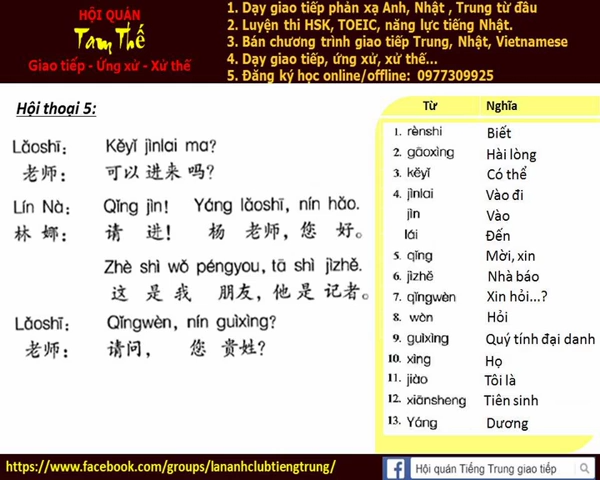 HỘI QUÁN
Tam Thế
Giao tiếp - Ứng xử - Xử thế
1. Dạy giao tiếp phản xạ Anh, Nhật , Trung từ đầu
2. Luyện thi HSK, TOEIC, năng lực tiếng Nhật.
3. Bán chương trình giao tiếp Trung, Nhật, Vietnamese
4. Dạy giao tiếp, ứng xử, xử thế...
5. Đăng ký học online/offline: 0977309925
Hội thoại 5:
Lǎoshī: Kěyǐ jìnlai ma?
老师: 可以进来吗?
Lín Nà: Qǐng jìn! Yáng lǎoshī, nín hǎo.
林娜: 请 进! 杨 老师, 您 好。
Zhè shì wǒ péngyou, tā shì jìzhě.
这 是 我 朋友, 他 是 记者。
Lǎoshī: Qǐngwèn, nín guìxìng?
老师: 请问, 您 贵姓?
Từ Nghĩa
1. rènshi Biết
2. gāoxìng Hài lòng
3. kěyǐ Có thể
4. jìnlai Vào đi
jìn Vào
lái Đến
5. qǐng Mời, xin
6. jìzhě Nhà báo
7. qǐngwèn Xin hỏi...?
8. wèn Hỏi
9. guìxìng Quý tính đại danh
10. xìng Họ
11. jiào Tôi là
12. xiānsheng Tiên sinh
13. Yáng Dương
https://www.facebook.com/groups/lananhclubtiengtrung/
f Hội quán Tiếng Trung giao tiếp